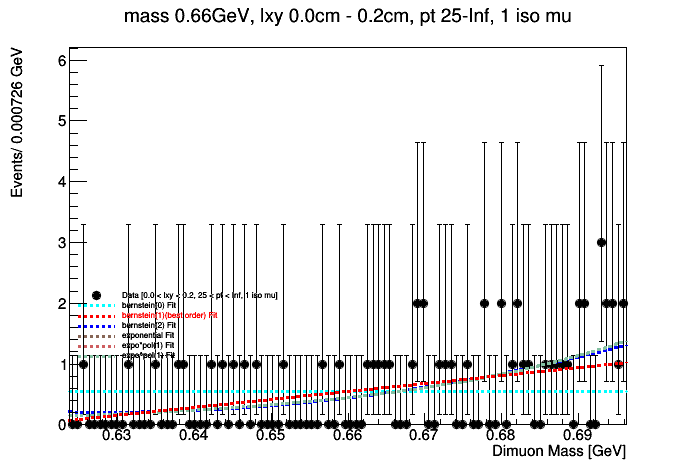 mass 0.66GeV, lxy 0.0cm - 0.2cm, pt 25-Inf, 1 iso mu
Events/ 0.000726 GeV
6
5
4
3
2
1
0
Data [0.0 < lxy < 0.2, 25 < pt < Inf, 1 iso mu]
bernstein[0) Fit
bernstein[1)(best order) Fit
bernstein[2) Fit
exponential Fit
expo*pol(1) Fit
expo*pol(1) Fit
0.63 0.64 0.65 0.66 0.67 0.68 0.69
Dimuon Mass [GeV]